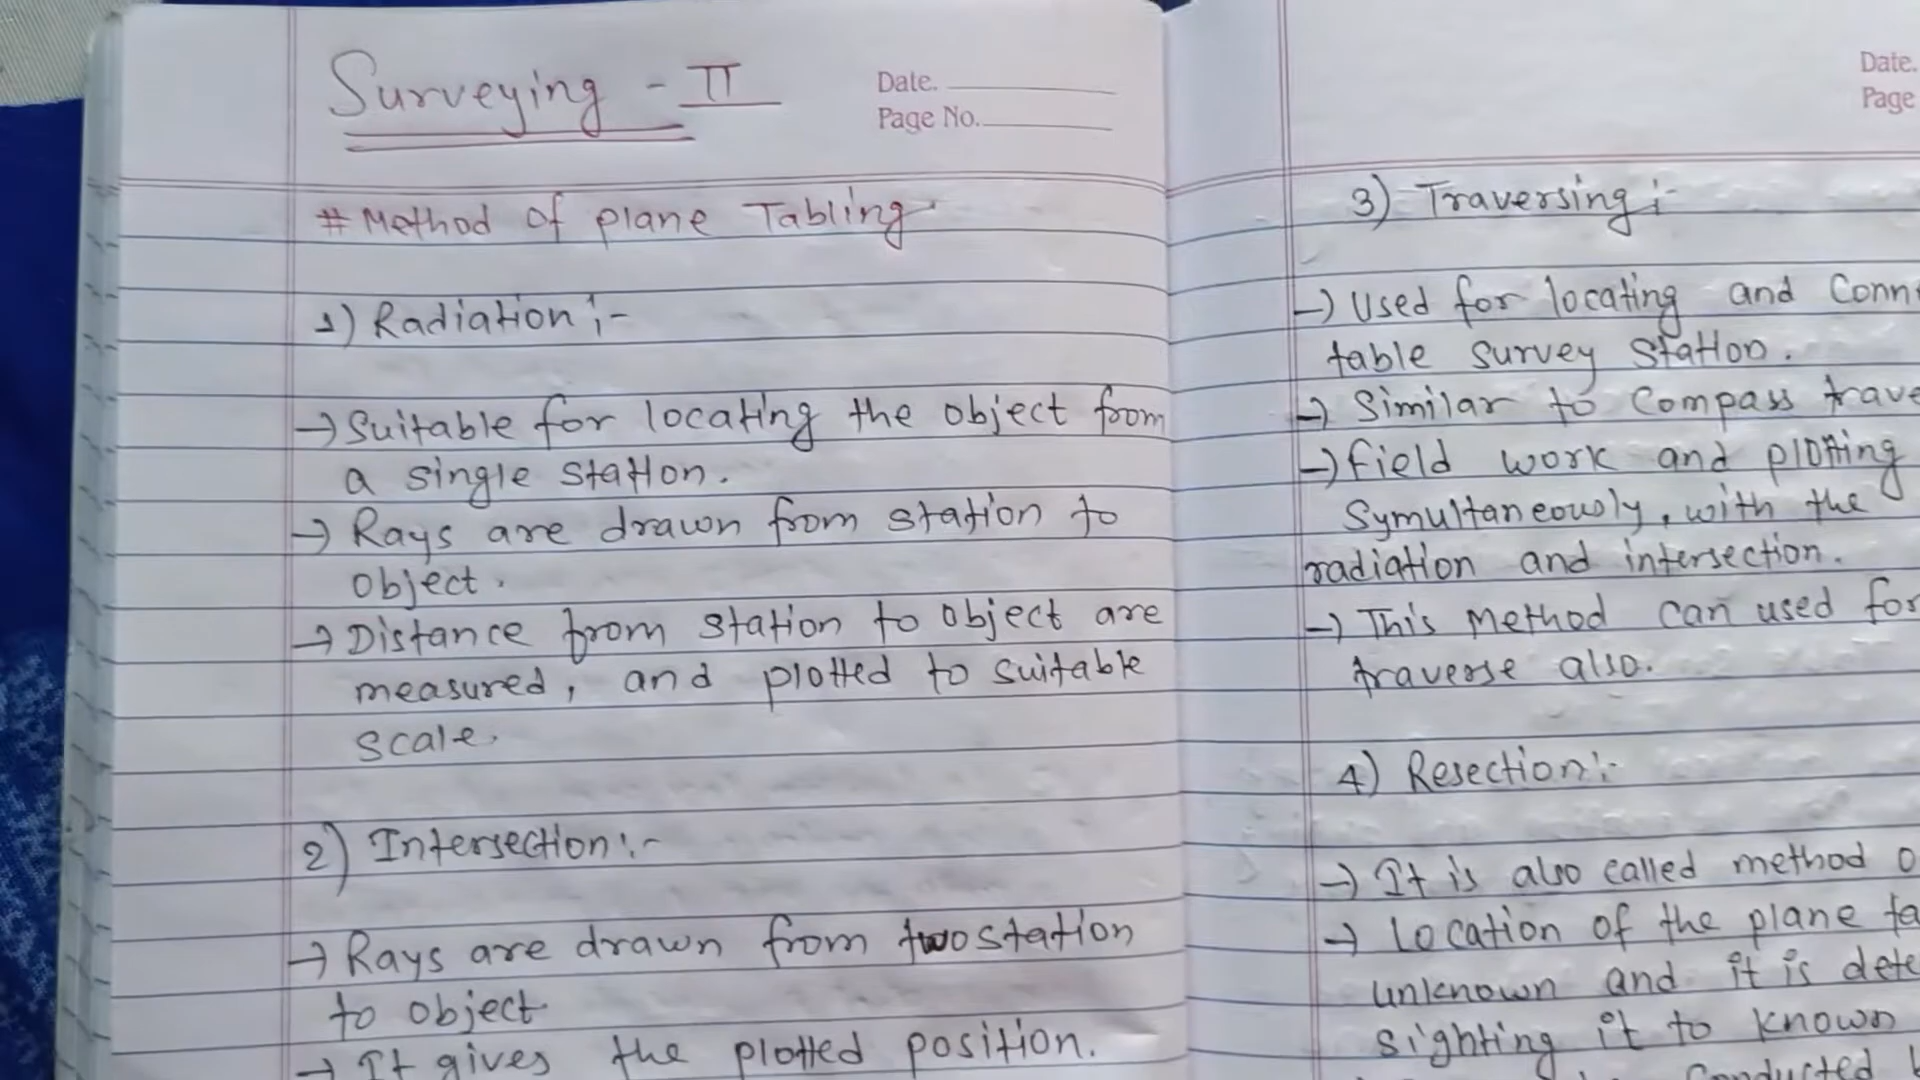 Surveying - II
Date.
Page No.
# Method of plane Tabling
1) Radiation :-
→ Suitable for locating the object from
a single station.
→ Rays are drawn from station to
object.
→ Distance from station to object are
measured, and plotted to suitable
scale.
2) Intersection :-
→ Rays are drawn from two station
to object.
→ It gives the plotted position.
Date.
Page
3) Traversing :-
→ Used for locating and
table survey station.
→ Similar to Compass
→ field work and plotting
Symultaneously, with the
radiation and intersection.
→ This Method can used for
traverse also.
4) Resection :-
→ It is also called method
→ Location of the plane
unknown and it is
sighting it to known
Conducted